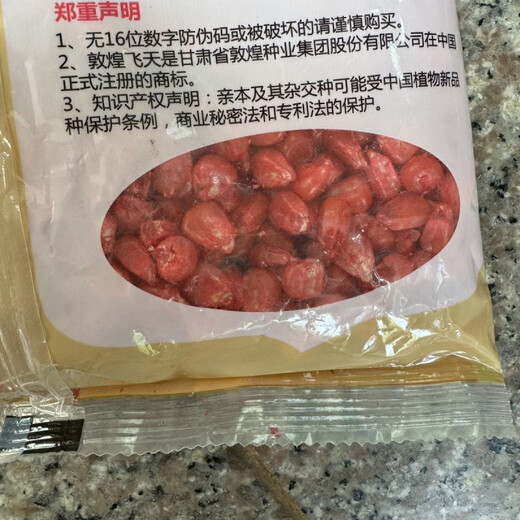 郑重声明
1、无16位数字防伪码或被破坏的请谨慎购买。
2、敦煌飞天是甘肃省敦煌种业集团股份有限公司在中国
正式注册的商标。
3、知识产权声明：亲本及其杂交种可能受中国植物新品
种保护条例，商业秘密法和专利法的保护。